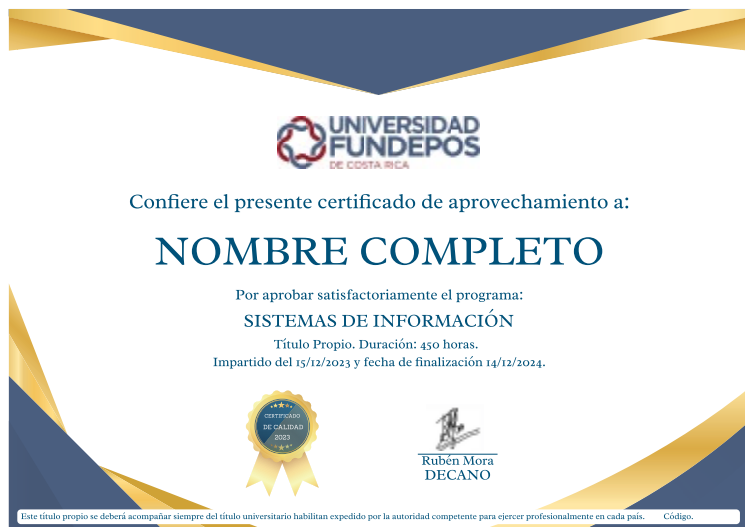 UNIVERSIDAD
FUNDEPOS
DE COSTA RICA
Confiere el presente certificado de aprovechamiento a:
NOMBRE COMPLETO
Por aprobar satisfactoriamente el programa:
SISTEMAS DE INFORMACIÓN
Título Propio. Duración: 450 horas.
Impartido del 15/12/2023 y fecha de finalización 14/12/2024.
CERTIFICADO
DE CALIDAD
2023
Rubén Mora
DECANO
Este título propio se deberá acompañar siempre del título universitario habilitan expedido por la autoridad competente para ejercer profesionalmente en cada país. Código.